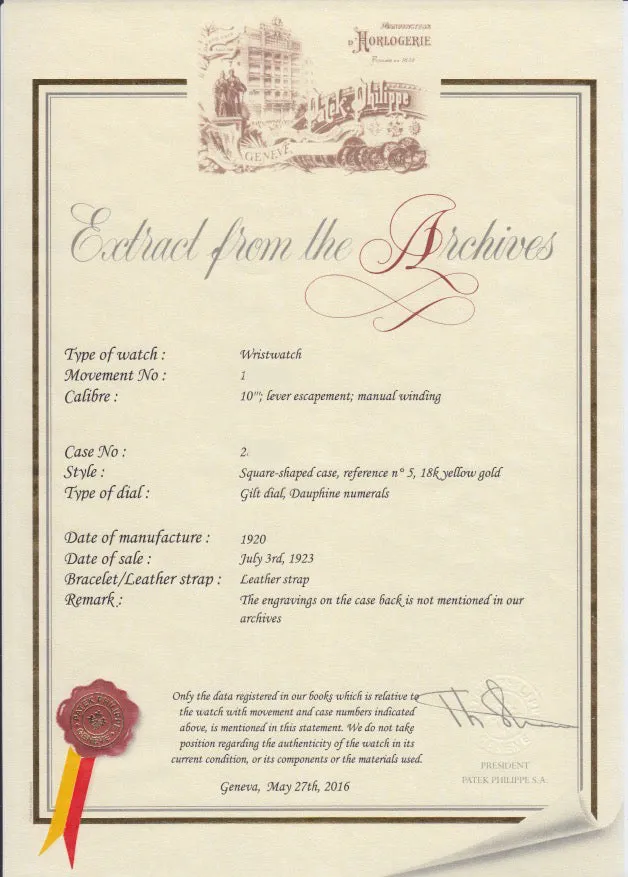 MANUFACTURE
D'HORLOGERIE
Patek Philippe
GENÈVE
Extract from the Archives
Type of watch : Wristwatch
Movement No : 1
Calibre : 10'''; lever escapement; manual winding
Case No : 2.
Style : Square-shaped case, reference n° 5, 18k yellow gold
Type of dial : Gilt dial, Dauphine numerals
Date of manufacture : 1920
Date of sale : July 3rd, 1923
Bracelet/Leather strap : Leather strap
Remark : The engravings on the case back is not mentioned in our
archives
Only the data registered in our books which is relative to
the watch with movement and case numbers indicated
above, is mentioned in this statement. We do not take
position regarding the authenticity of the watch in its
current condition, or its components or the materials used.
Geneva, May 27th, 2016
PATEK PHILIPPE
GENEVE
PRESIDENT
PATEK PHILIPPE S.A.